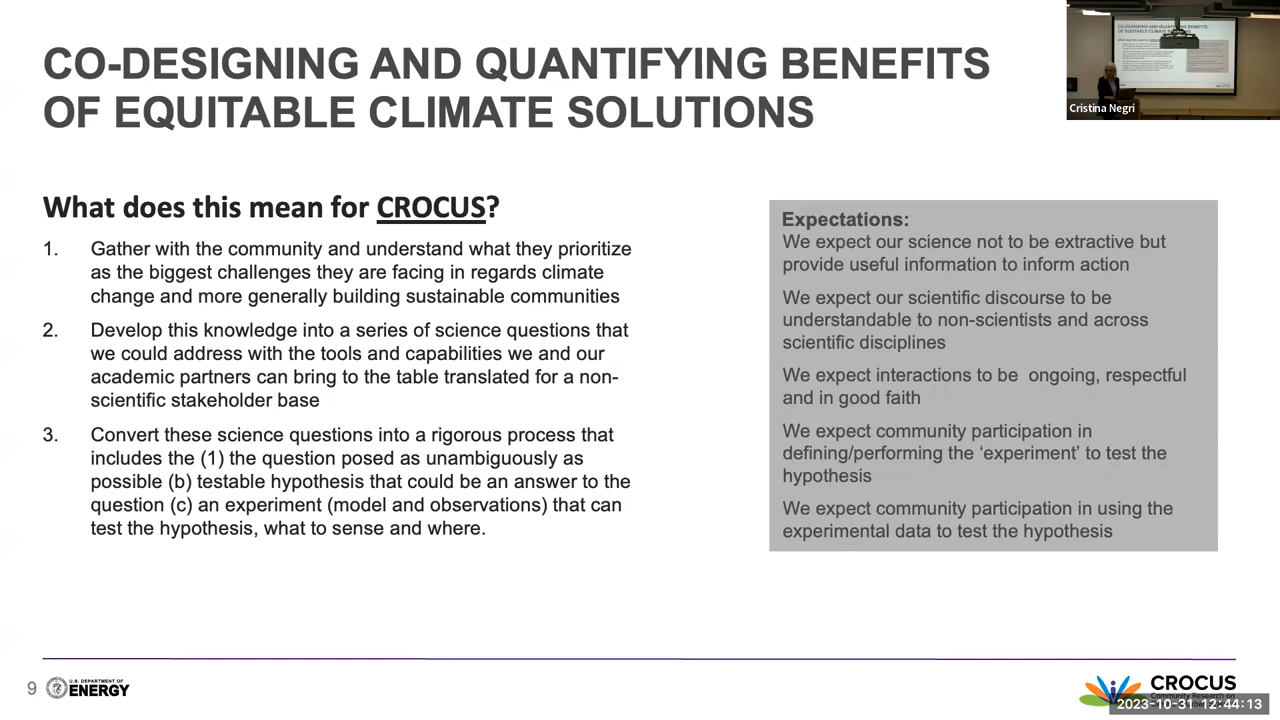 CO-DESIGNING AND QUANTIFYING BENEFITS
OF EQUITABLE CLIMATE SOLUTIONS
Cristina Negri
What does this mean for CROCUS?
1. Gather with the community and understand what they prioritize
as the biggest challenges they are facing in regards climate
change and more generally building sustainable communities
2. Develop this knowledge into a series of science questions that
we could address with the tools and capabilities we and our
academic partners can bring to the table translated for a non-
scientific stakeholder base
3. Convert these science questions into a rigorous process that
includes the (1) the question posed as unambiguously as
possible (b) testable hypothesis that could be an answer to the
question (c) an experiment (model and observations) that can
test the hypothesis, what to sense and where.
Expectations:
We expect our science not to be extractive but
provide useful information to inform action
We expect our scientific discourse to be
understandable to non-scientists and across
scientific disciplines
We expect interactions to be ongoing, respectful
and in good faith
We expect community participation in
defining/performing the ‘experiment’ to test the
hypothesis
We expect community participation in using the
experimental data to test the hypothesis
9
U.S. DEPARTMENT OF
ENERGY
CROCUS
Community Research on
2023-10-31 12:44:13